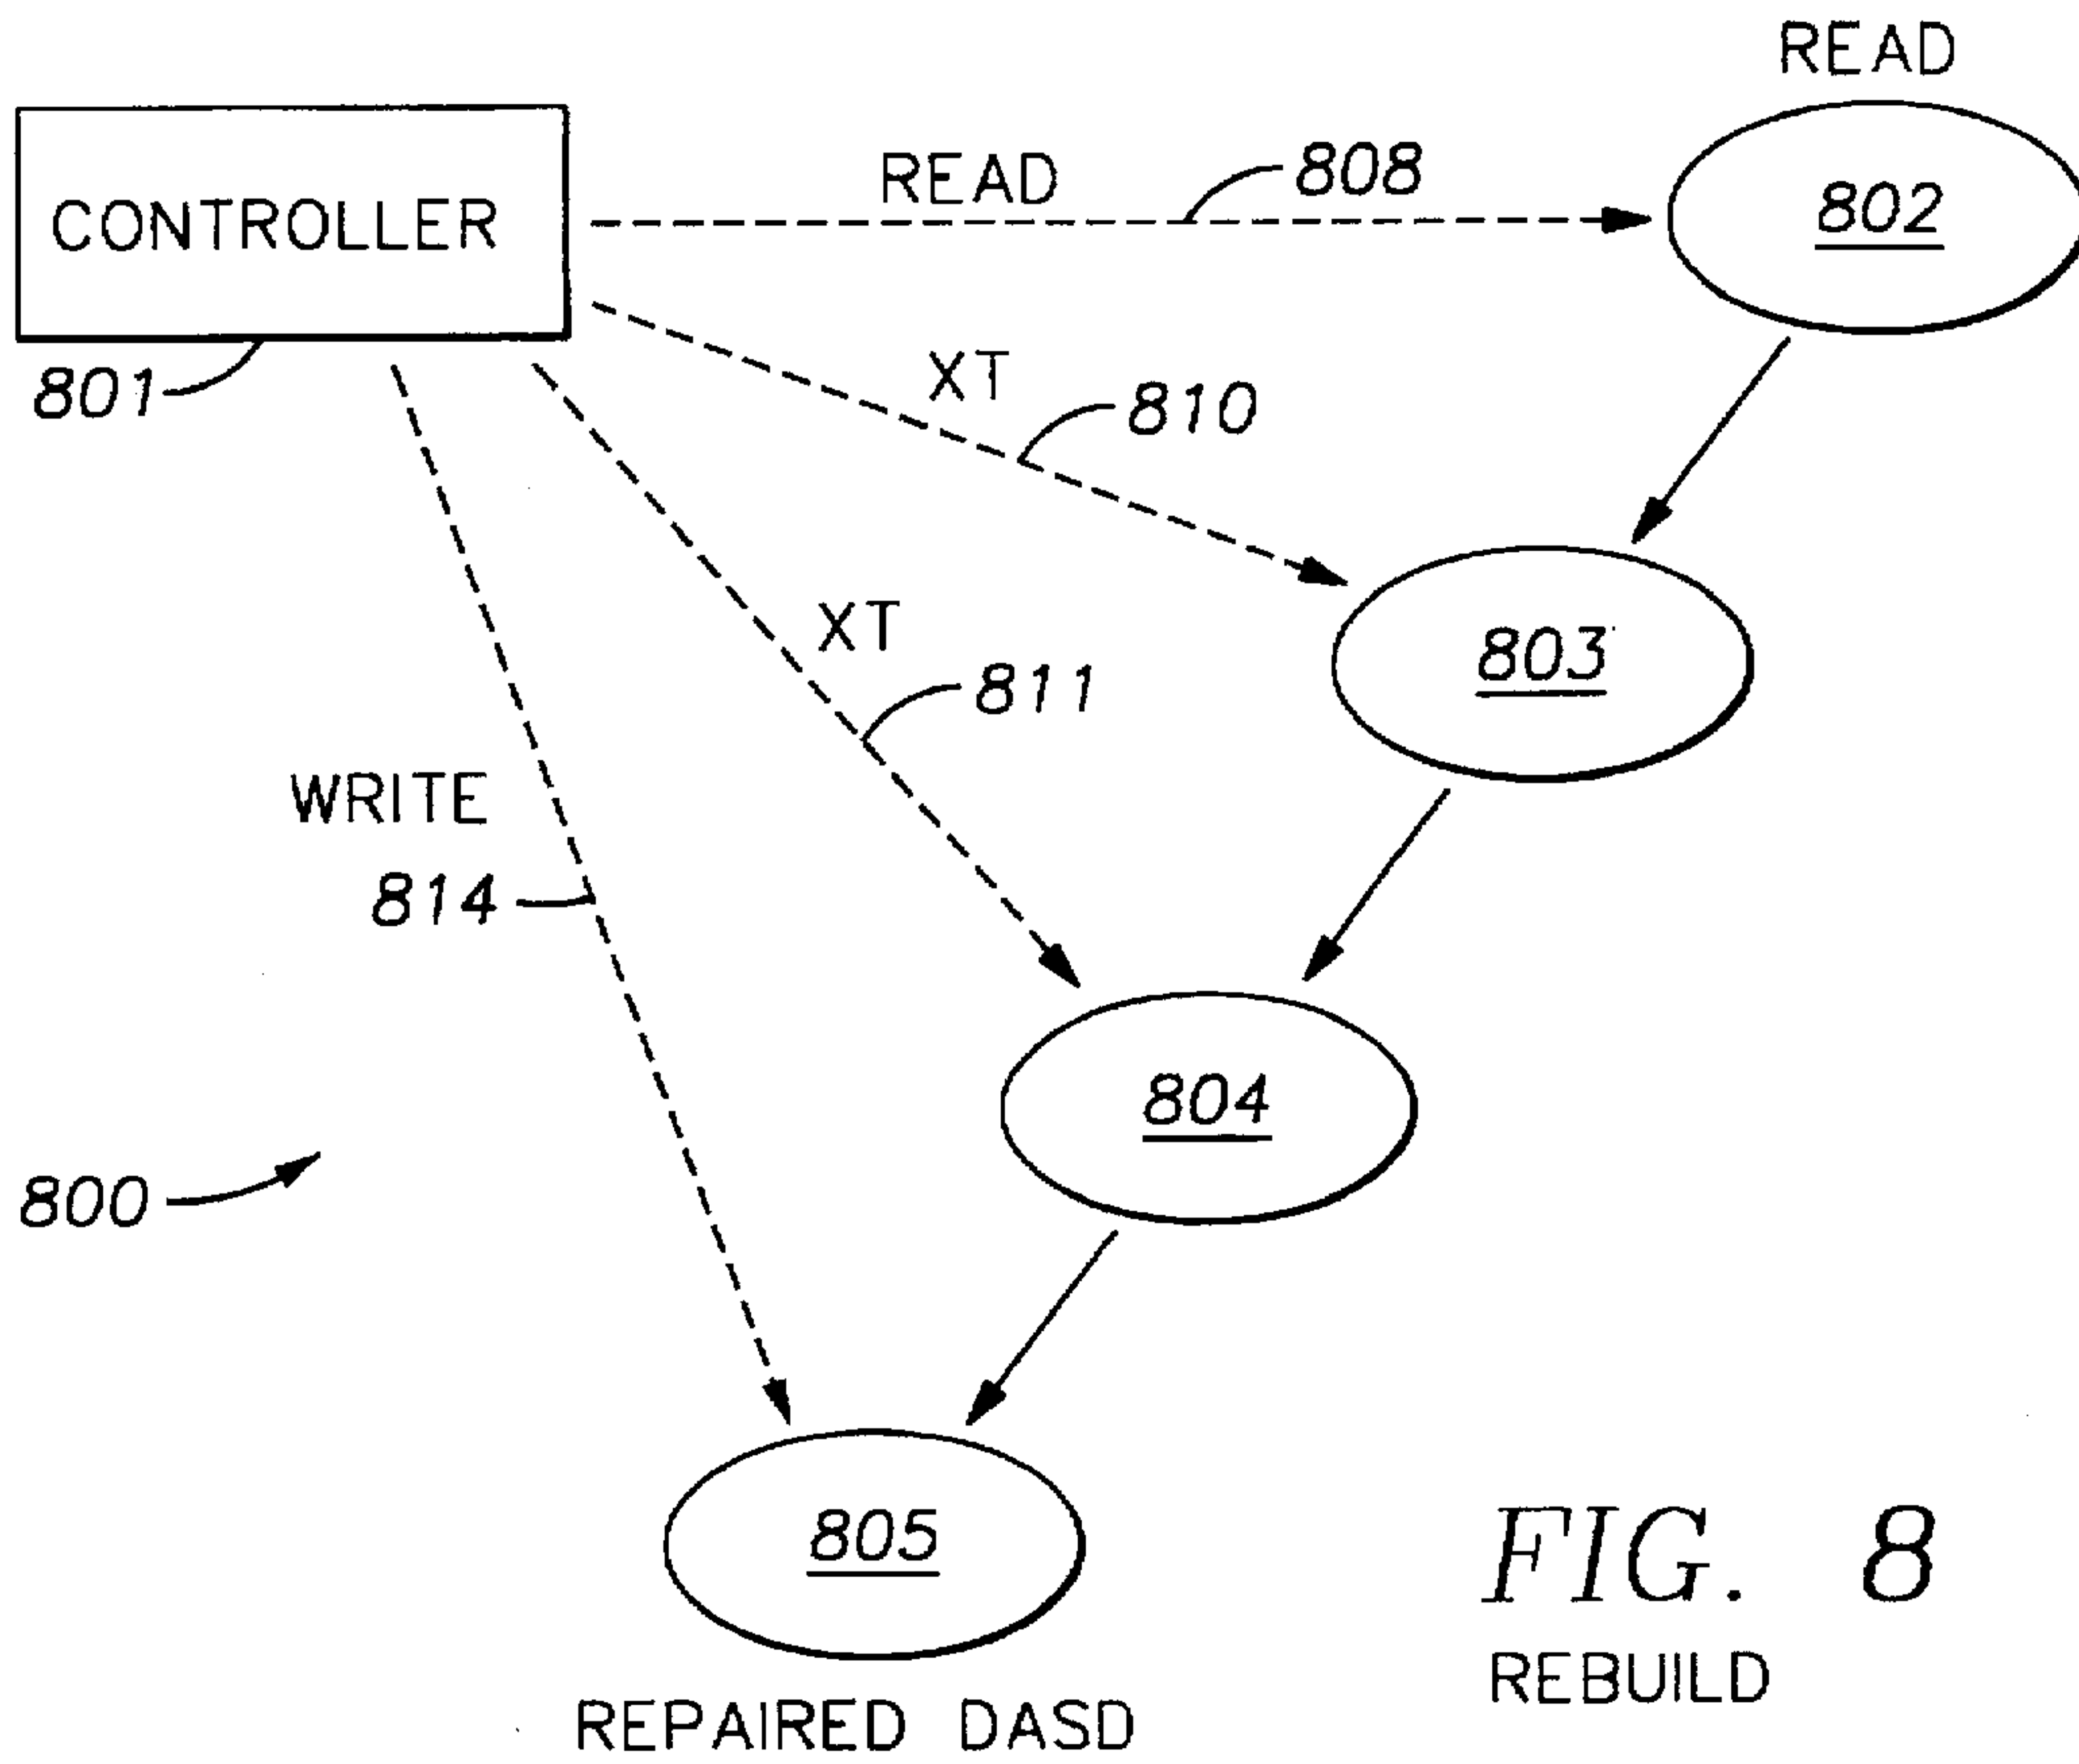 READ
CONTROLLER
READ
808
802
801
XT
810
XT
803
811
WRITE
814
804
800
805
FIG. 8
REBUILD
REPAIRED DASD